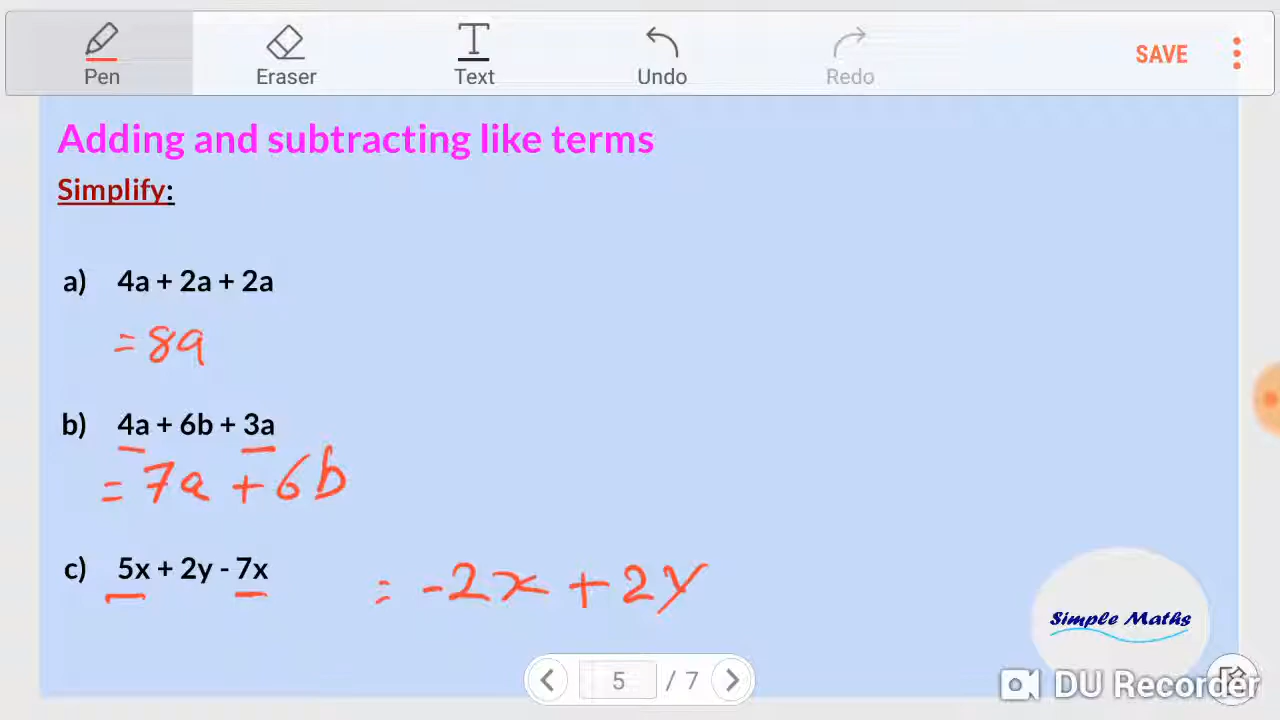 Pen Eraser Text Undo Redo SAVE
Adding and subtracting like terms
Simplify:
a) 4a + 2a + 2a
= 8a
b) 4a + 6b + 3a
= 7a + 6b
c) 5x + 2y - 7x = -2x + 2y
Simple Maths
5 / 7
DU Recorder